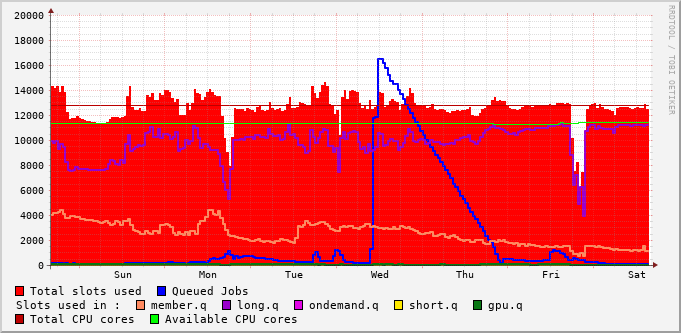 RRDTOOL / TOBI OETIKER
20000
18000
16000
14000
12000
10000
8000
6000
4000
2000
0
Sun Mon Tue Wed Thu Fri Sat
Total slots used Queued Jobs
Slots used in : member.q long.q ondemand.q short.q gpu.q
Total CPU cores Available CPU cores